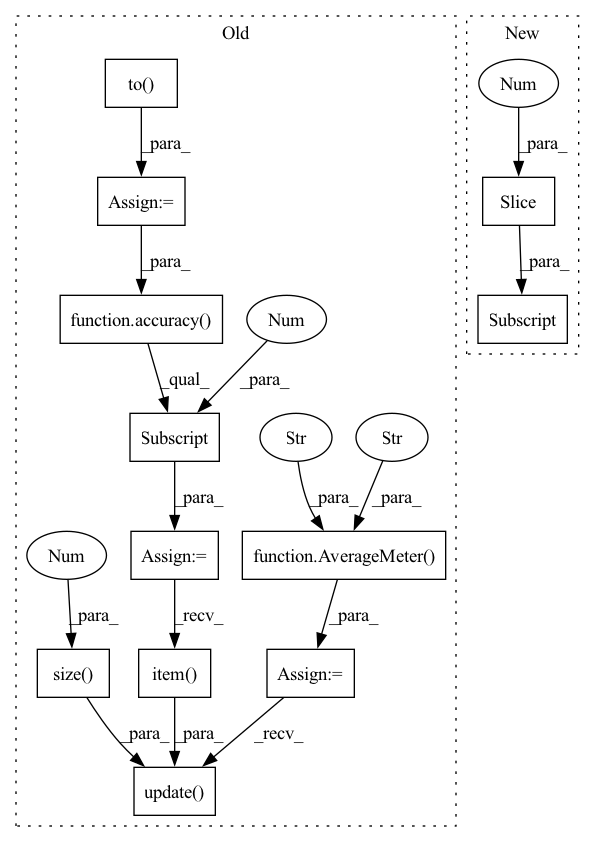 Old
New
to()
Num
_para_
_para_
Assign:=
Slice
_para_
_para_
function.accuracy()
Num
Subscript
_qual_
_para_
Subscript
Str
Str
_para_
_para_
_para_
Num
Assign:=
function.AverageMeter()
_para_
_recv_
_para_
size()
item()
Assign:=
_para_
_para_
_recv_
update()